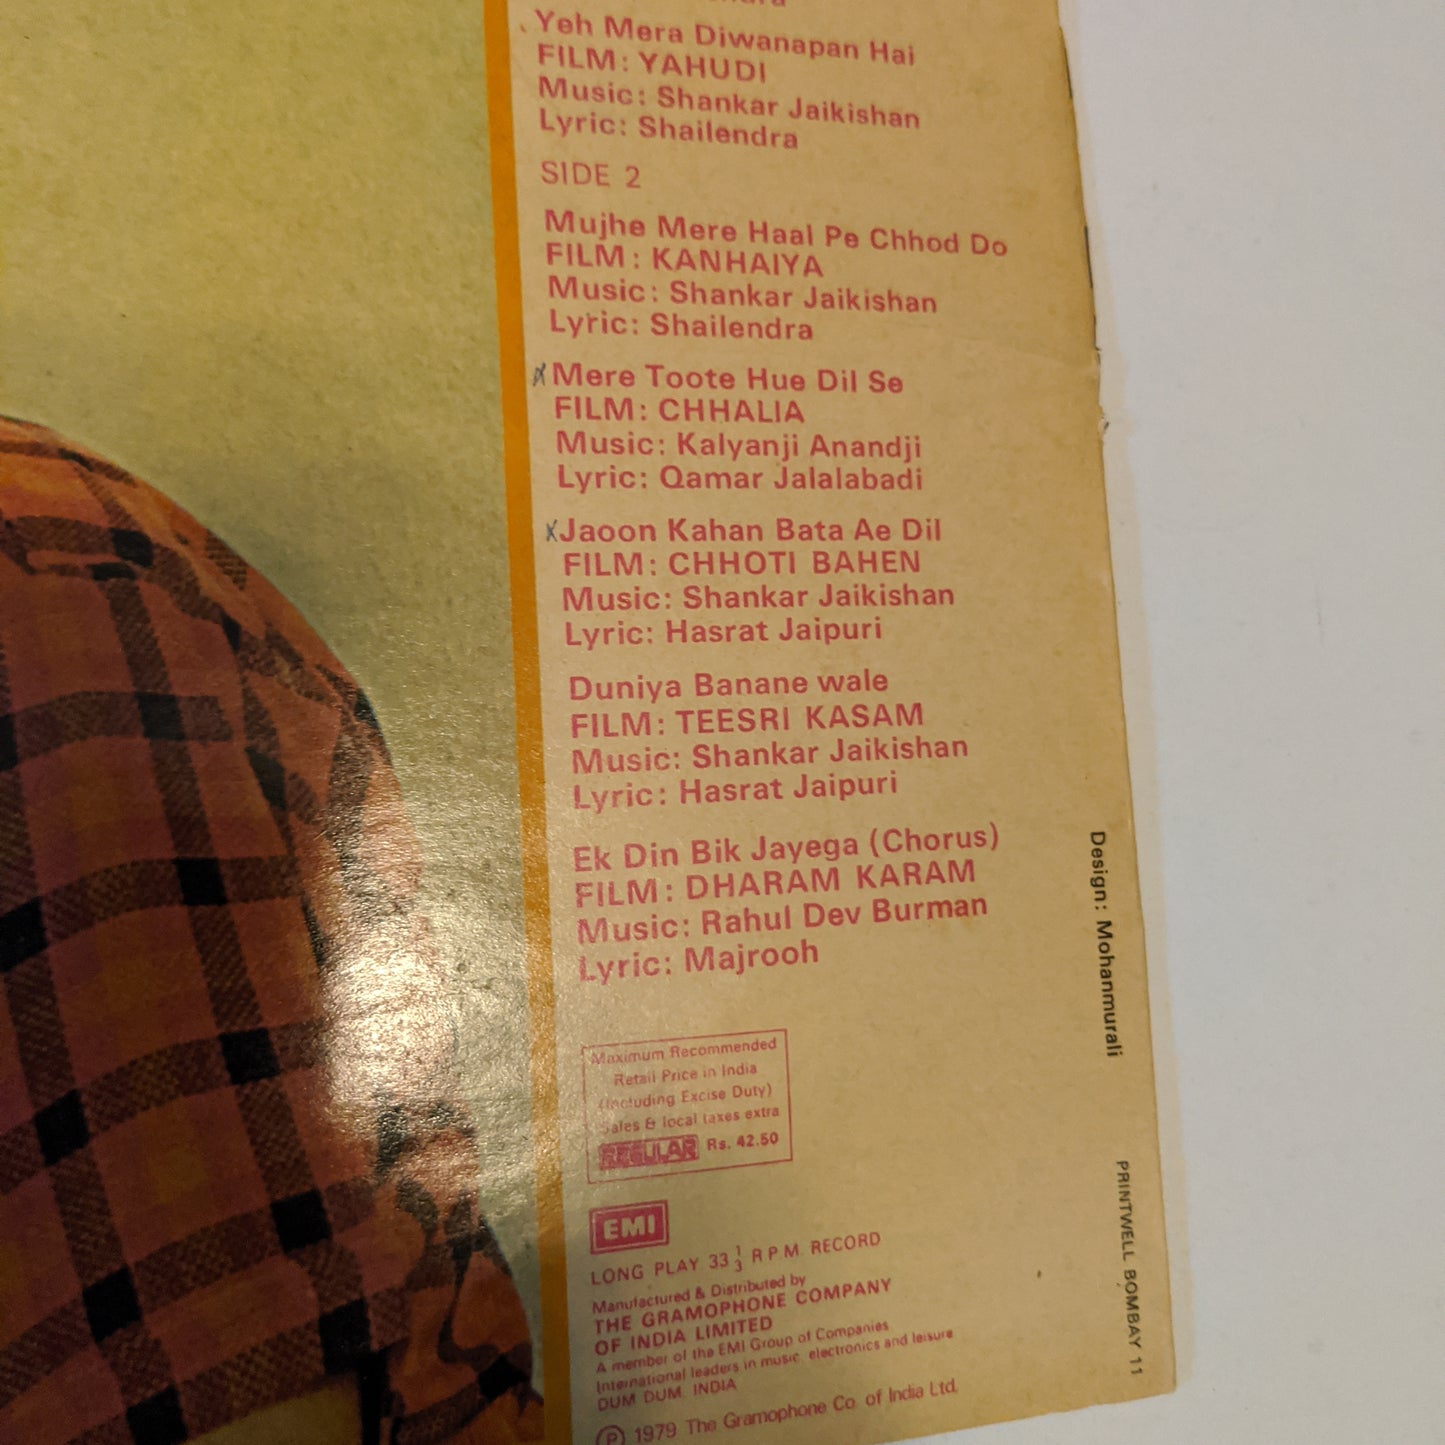 Yeh Mera Diwanapan Hai
FILM: YAHUDI
Music: Shankar Jaikishan
Lyric: Shailendra
SIDE 2
Mujhe Mere Haal Pe Chhod Do
FILM: KANHAIYA
Music: Shankar Jaikishan
Lyric: Shailendra
Mere Toote Hue Dil Se
FILM: CHHALIA
Music: Kalyanji Anandji
Lyric: Qamar Jalalabadi
Jaoon Kahan Bata Ae Dil
FILM: CHHOTI BAHEN
Music: Shankar Jaikishan
Lyric: Hasrat Jaipuri
Duniya Banane wale
FILM: TEESRI KASAM
Music: Shankar Jaikishan
Lyric: Hasrat Jaipuri
Ek Din Bik Jayega (Chorus)
FILM: DHARAM KARAM
Music: Rahul Dev Burman
Lyric: Majrooh
Maximum Recommended
Retail Price in India
(Including Excise Duty)
Sales & local taxes extra
REGULAR Rs. 42.50
EMI
LONG PLAY 33 1/3 R.P.M. RECORD
Manufactured & Distributed by
THE GRAMOPHONE COMPANY
OF INDIA LIMITED
A member of the EMI Group of Companies
International leaders in music, electronics and leisure
DUM DUM, INDIA
℗ 1979 The Gramophone Co. of India Ltd.
Design: Mohanmurali
PRINTWELL BOMBAY 11